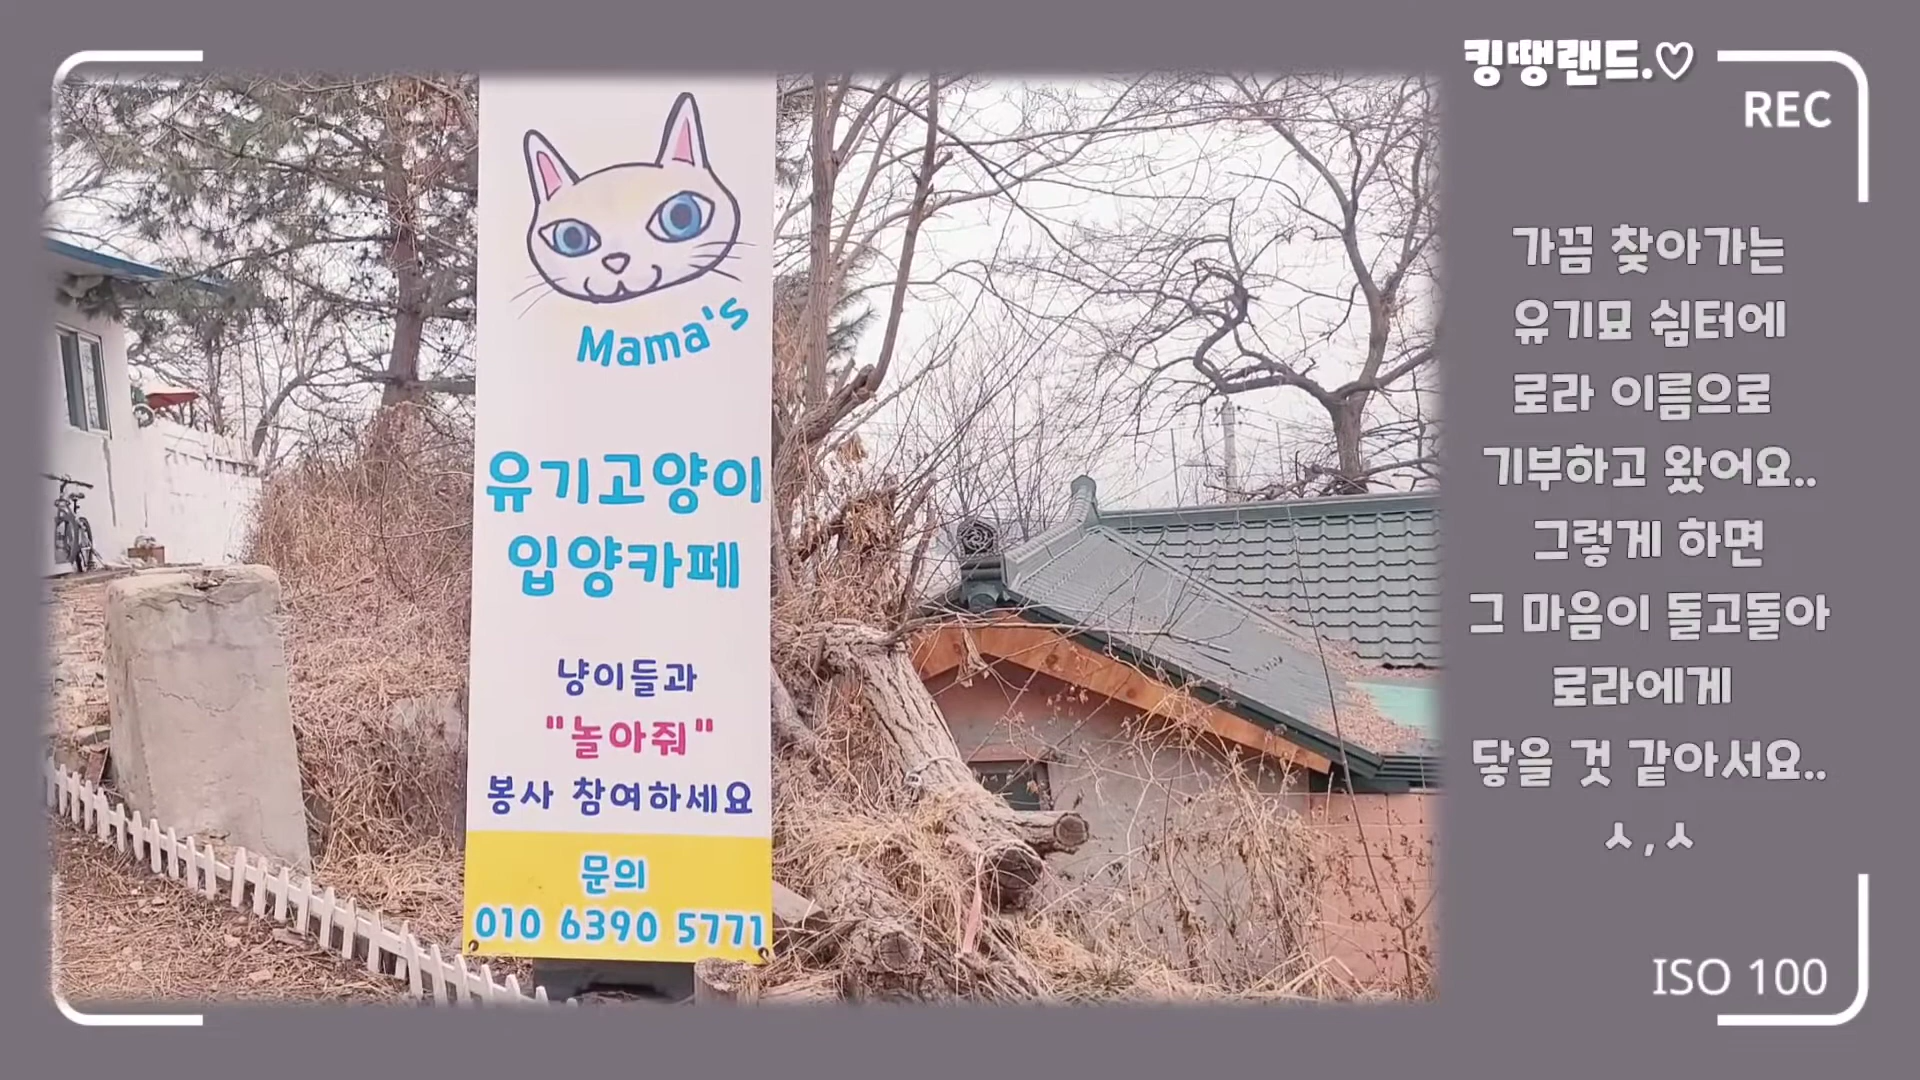 킹땡랜드.♡
REC
Mama's
유기고양이
입양카페
냥이들과
"놀아줘"
봉사 참여하세요
문의
010 6390 5771
가끔 찾아가는
유기묘 쉼터에
로라 이름으로
기부하고 왔어요..
그렇게 하면
그 마음이 돌고돌아
로라에게
닿을 것 같아서요..
ㅅ,ㅅ
ISO 100